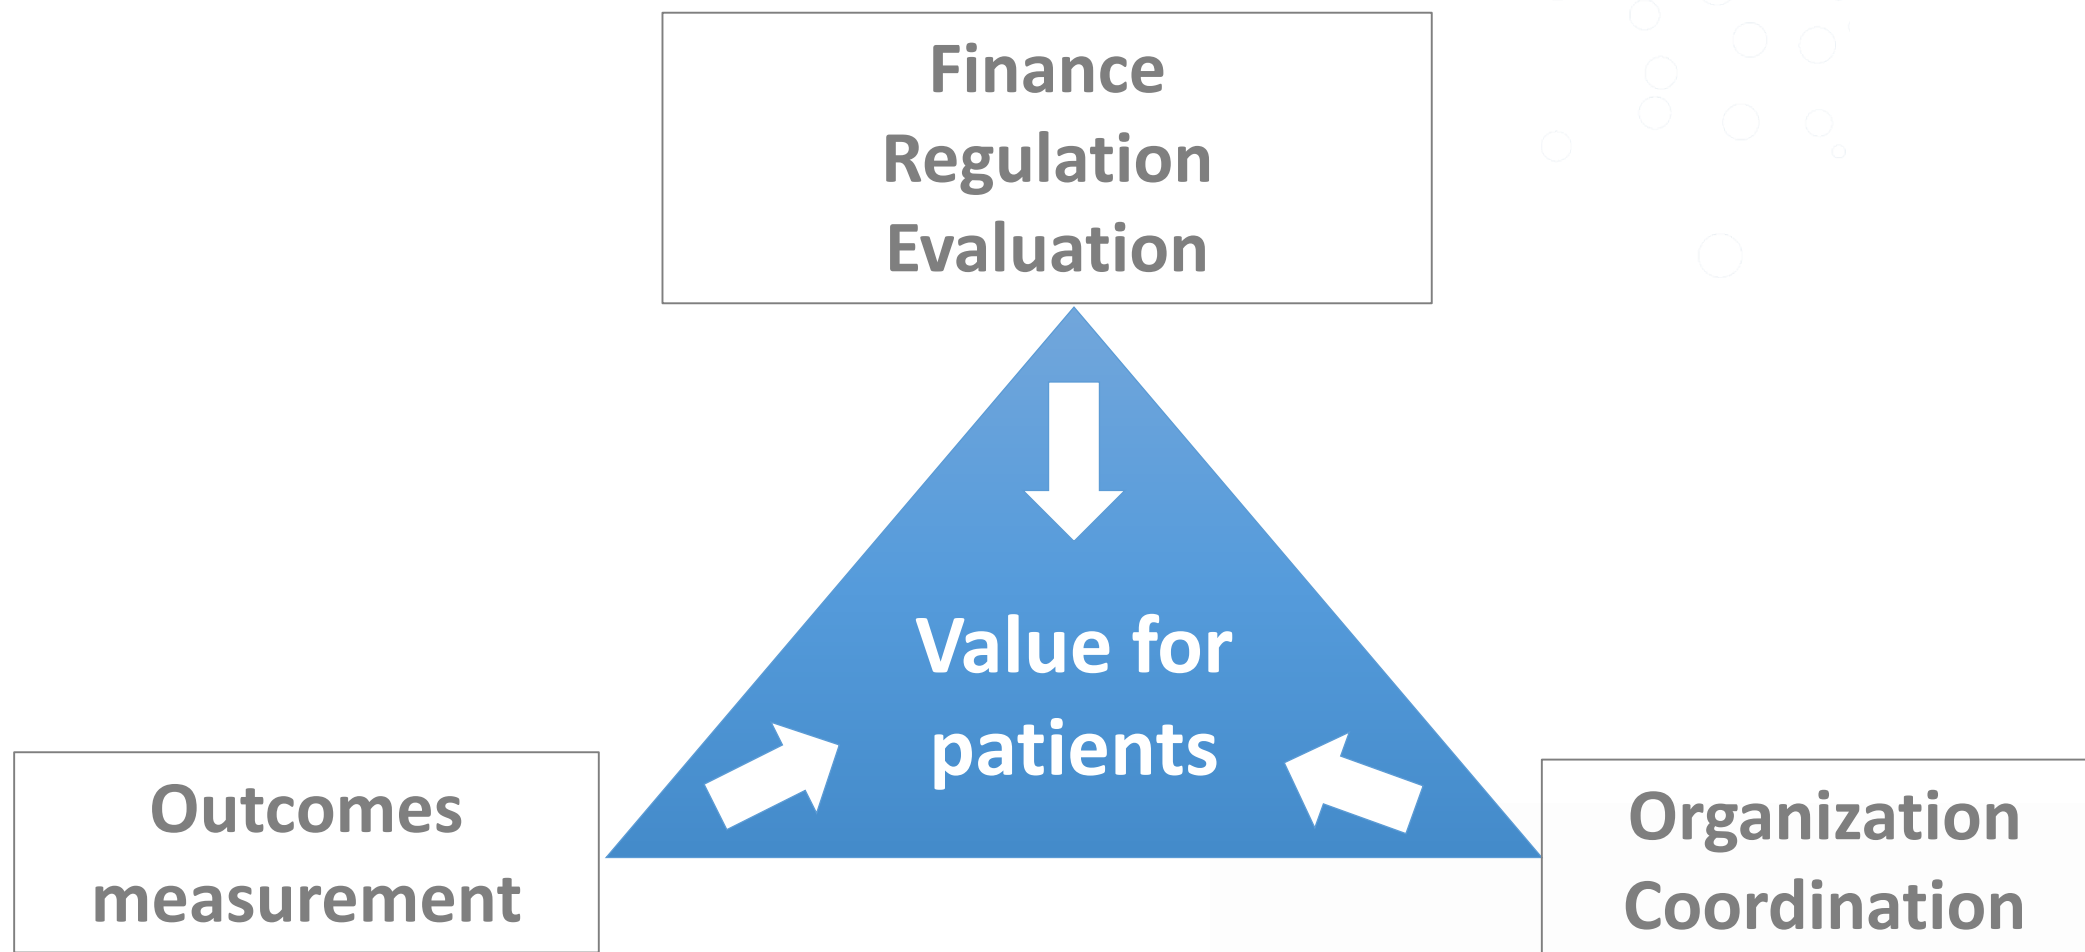 Finance
Regulation
Evaluation
Value for
patients
Outcomes
measurement
Organization
Coordination